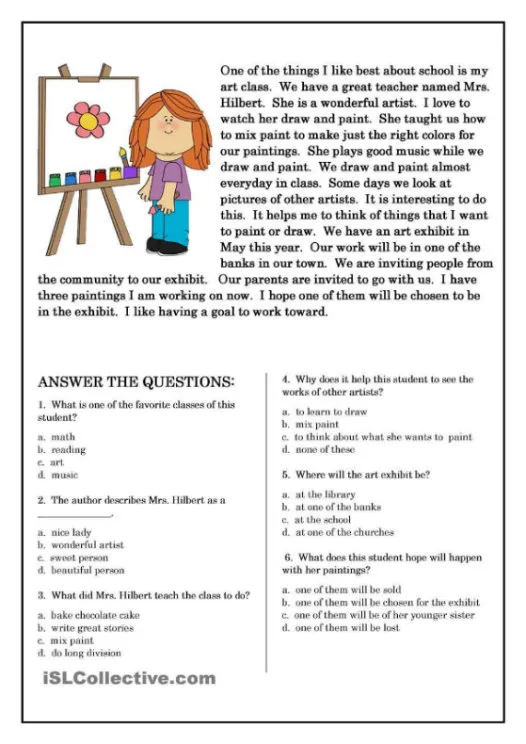 One of the things I like best about school is my
art class. We have a great teacher named Mrs.
Hilbert. She is a wonderful artist. I love to
watch her draw and paint. She taught us how
to mix paint to make just the right colors for
our paintings. She plays good music while we
draw and paint. We draw and paint almost
everyday in class. Some days we look at
pictures of other artists. It is interesting to do
this. It helps me to think of things that I want
to paint or draw. We have an art exhibit in
May this year. Our work will be in one of the
banks in our town. We are inviting people from
the community to our exhibit. Our parents are invited to go with us. I have
three paintings I am working on now. I hope one of them will be chosen to be
in the exhibit. I like having a goal to work toward.
ANSWER THE QUESTIONS:
1. What is one of the favorite classes of this
student?
a. math
b. reading
c. art
d. music
2. The author describes Mrs. Hilbert as a
_______________.
a. nice lady
b. wonderful artist
c. sweet person
d. beautiful person
3. What did Mrs. Hilbert teach the class to do?
a. bake chocolate cake
b. write great stories
c. mix paint
d. do long division
4. Why does it help this student to see the
works of other artists?
a. to learn to draw
b. mix paint
c. to think about what she wants to paint
d. none of these
5. Where will the art exhibit be?
a. at the library
b. at one of the banks
c. at the school
d. at one of the churches
6. What does this student hope will happen
with her paintings?
a. one of them will be sold
b. one of them will be chosen for the exhibit
c. one of them will be of her younger sister
d. one of them will be lost
iSLCollective.com